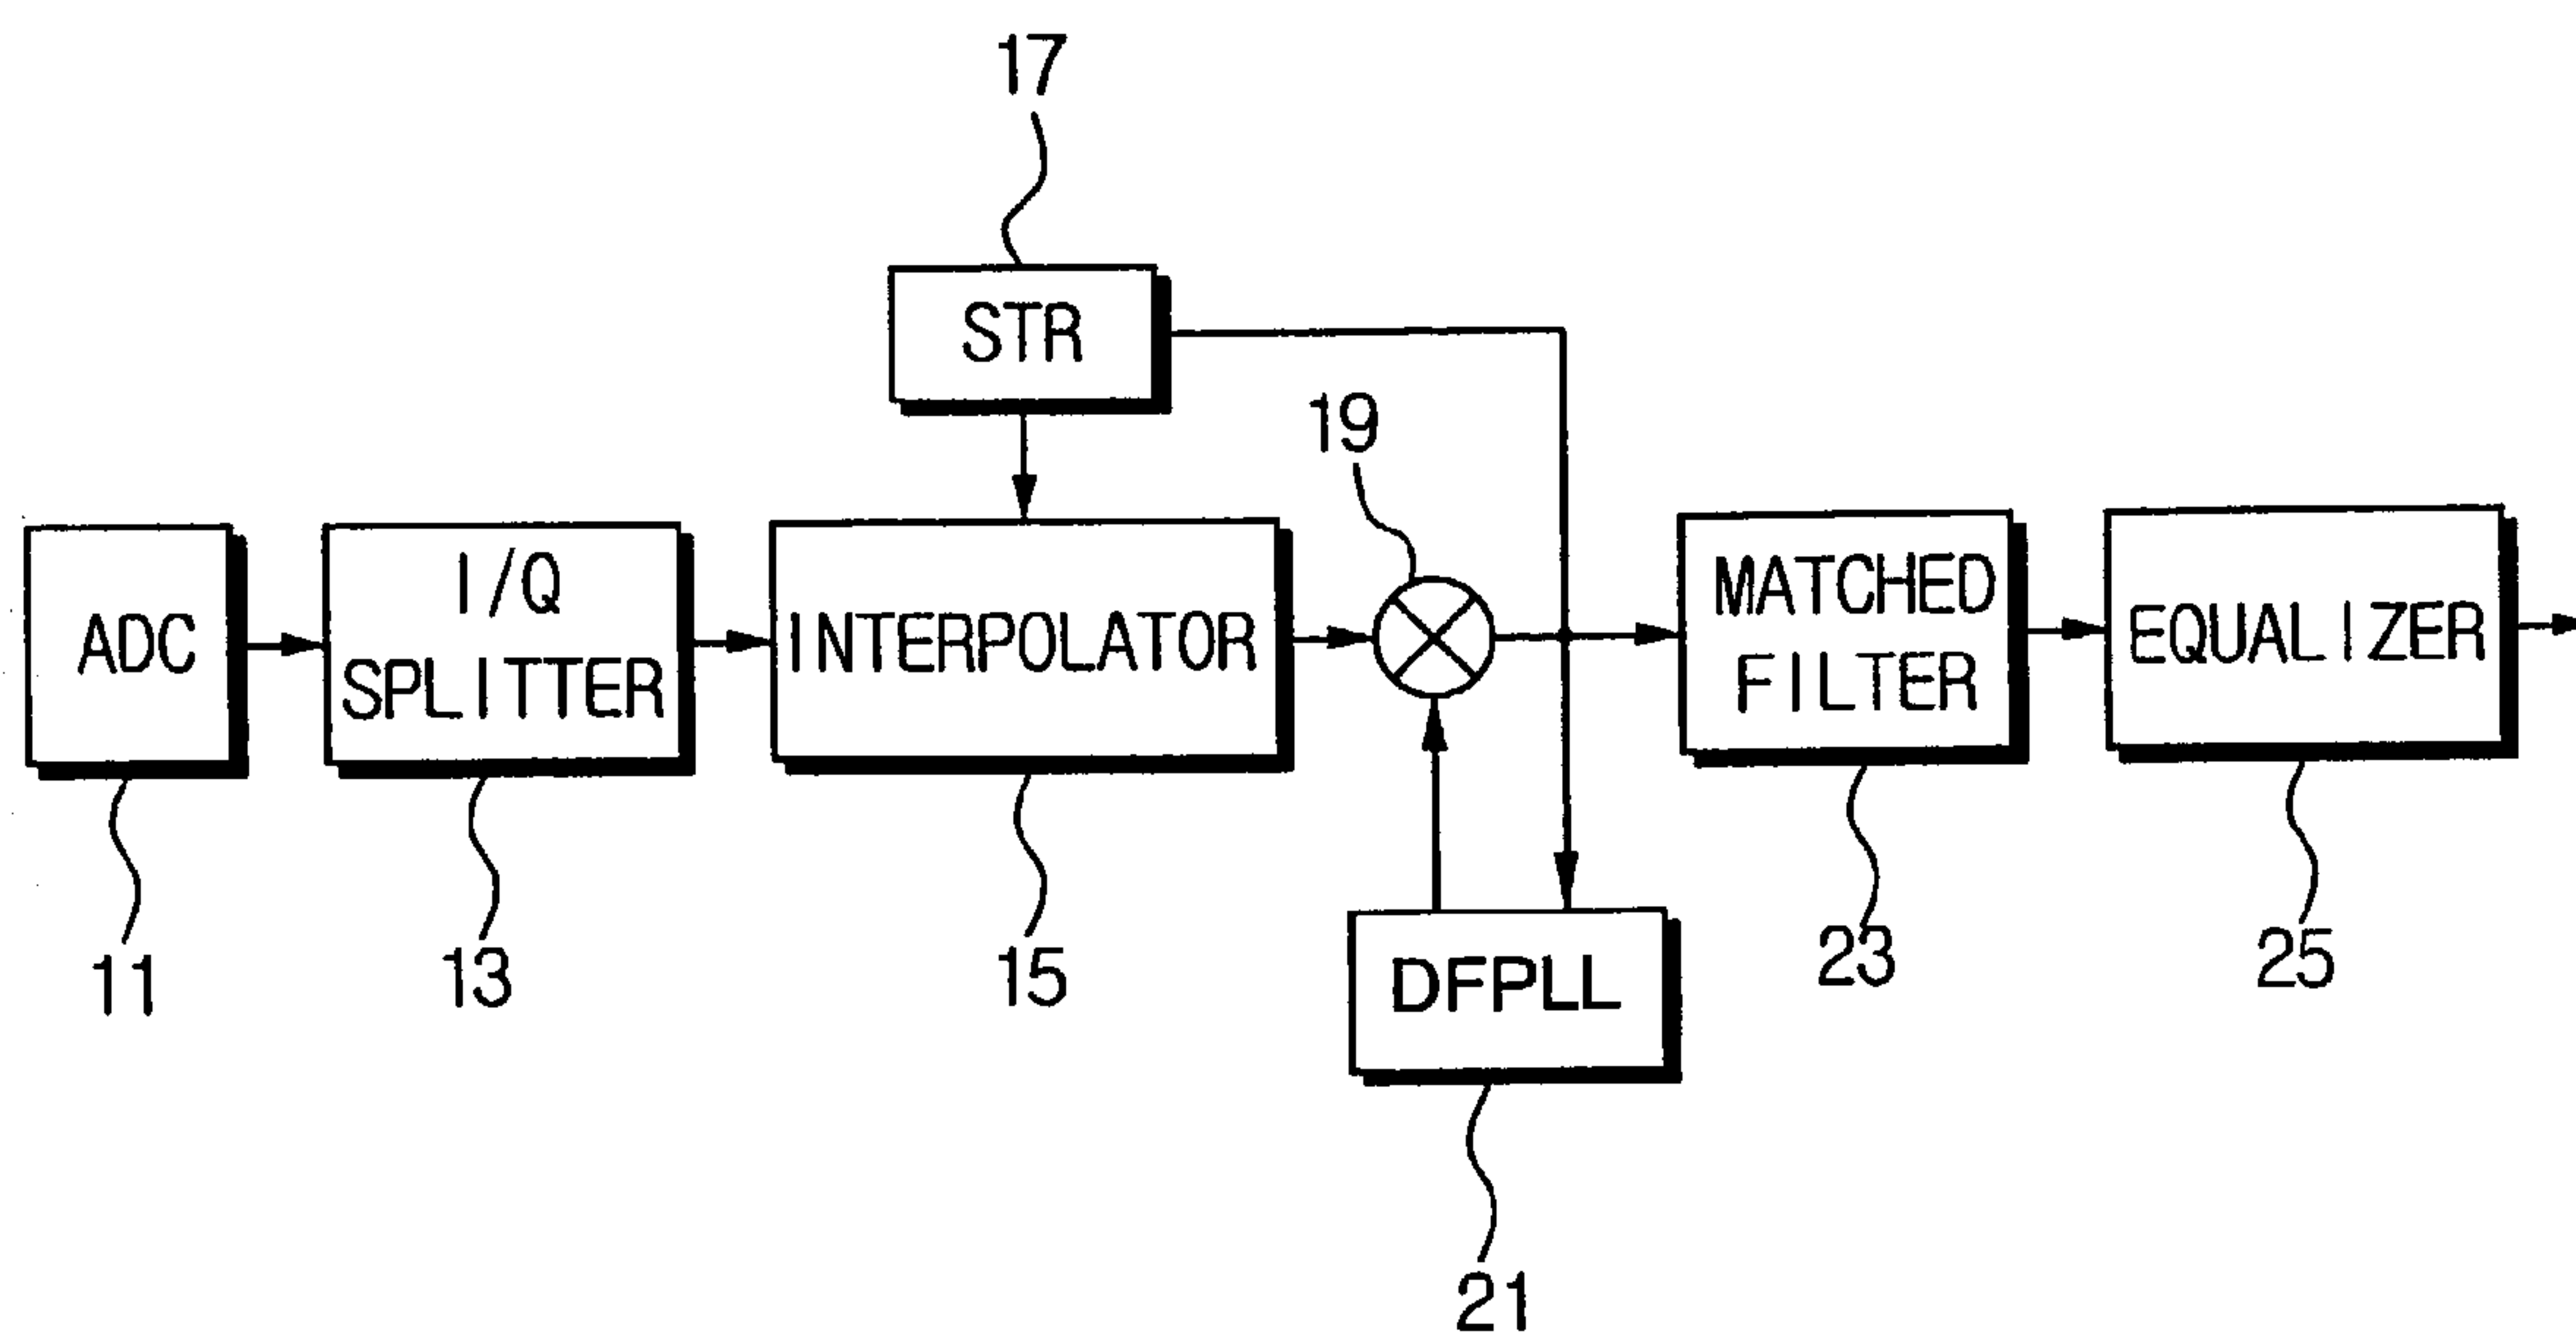 17
STR
19
ADC
I/Q
SPLITTER
INTERPOLATOR
MATCHED
FILTER
EQUALIZER
11
13
15
DFPLL
23
25
21